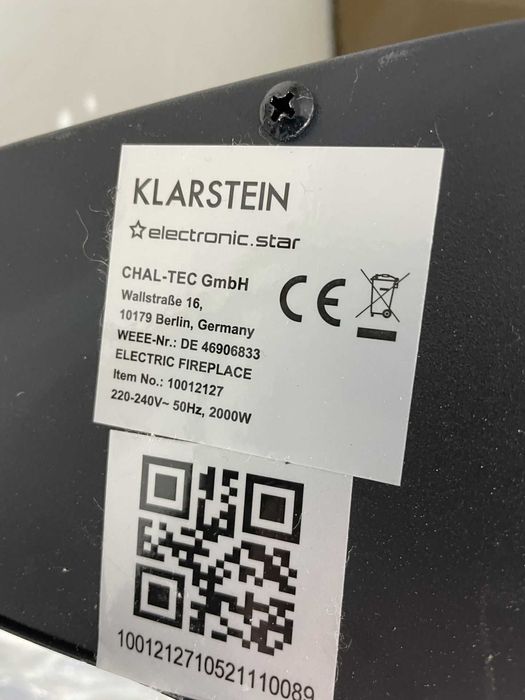 KLARSTEIN
electronic.star
CHAL-TEC GmbH
Wallstraße 16,
10179 Berlin, Germany
WEEE-Nr.: DE 46906833
ELECTRIC FIREPLACE
Item No.: 10012127
220-240V~ 50Hz, 2000W
CE
1001212710521110089